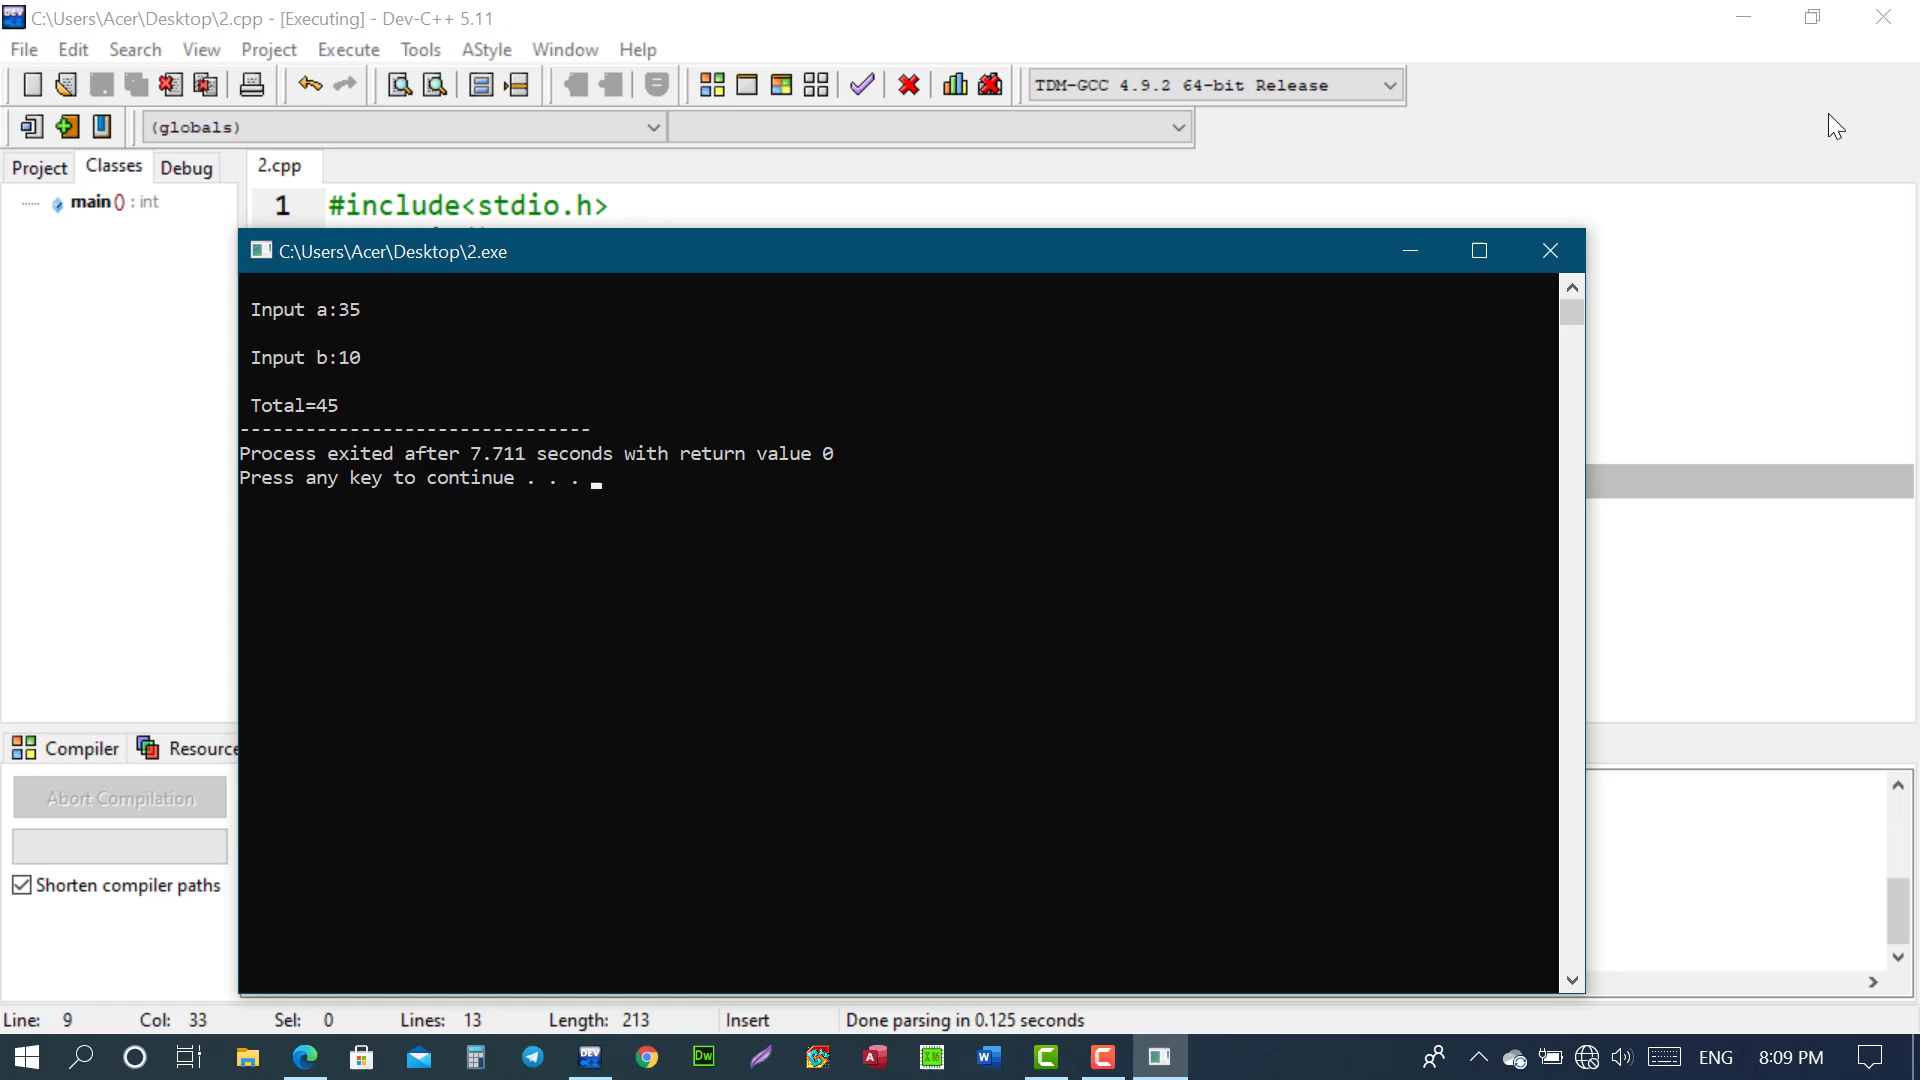 C:\Users\Acer\Desktop\2.cpp - [Executing] - Dev-C++ 5.11
File Edit Search View Project Execute Tools AStyle Window Help
TDM-GCC 4.9.2 64-bit Release
(globals)
Project Classes Debug
2.cpp
main () : int
1 #include<stdio.h>
C:\Users\Acer\Desktop\2.exe
Input a:35
Input b:10
Total=45
--------------------------------
Process exited after 7.711 seconds with return value 0
Press any key to continue . . .
Compiler Resource
Abort Compilation
Shorten compiler paths
Line: 9 Col: 33 Sel: 0 Lines: 13 Length: 213 Insert Done parsing in 0.125 seconds
DEV Dw A X16 W C C ENG 8:09 PM